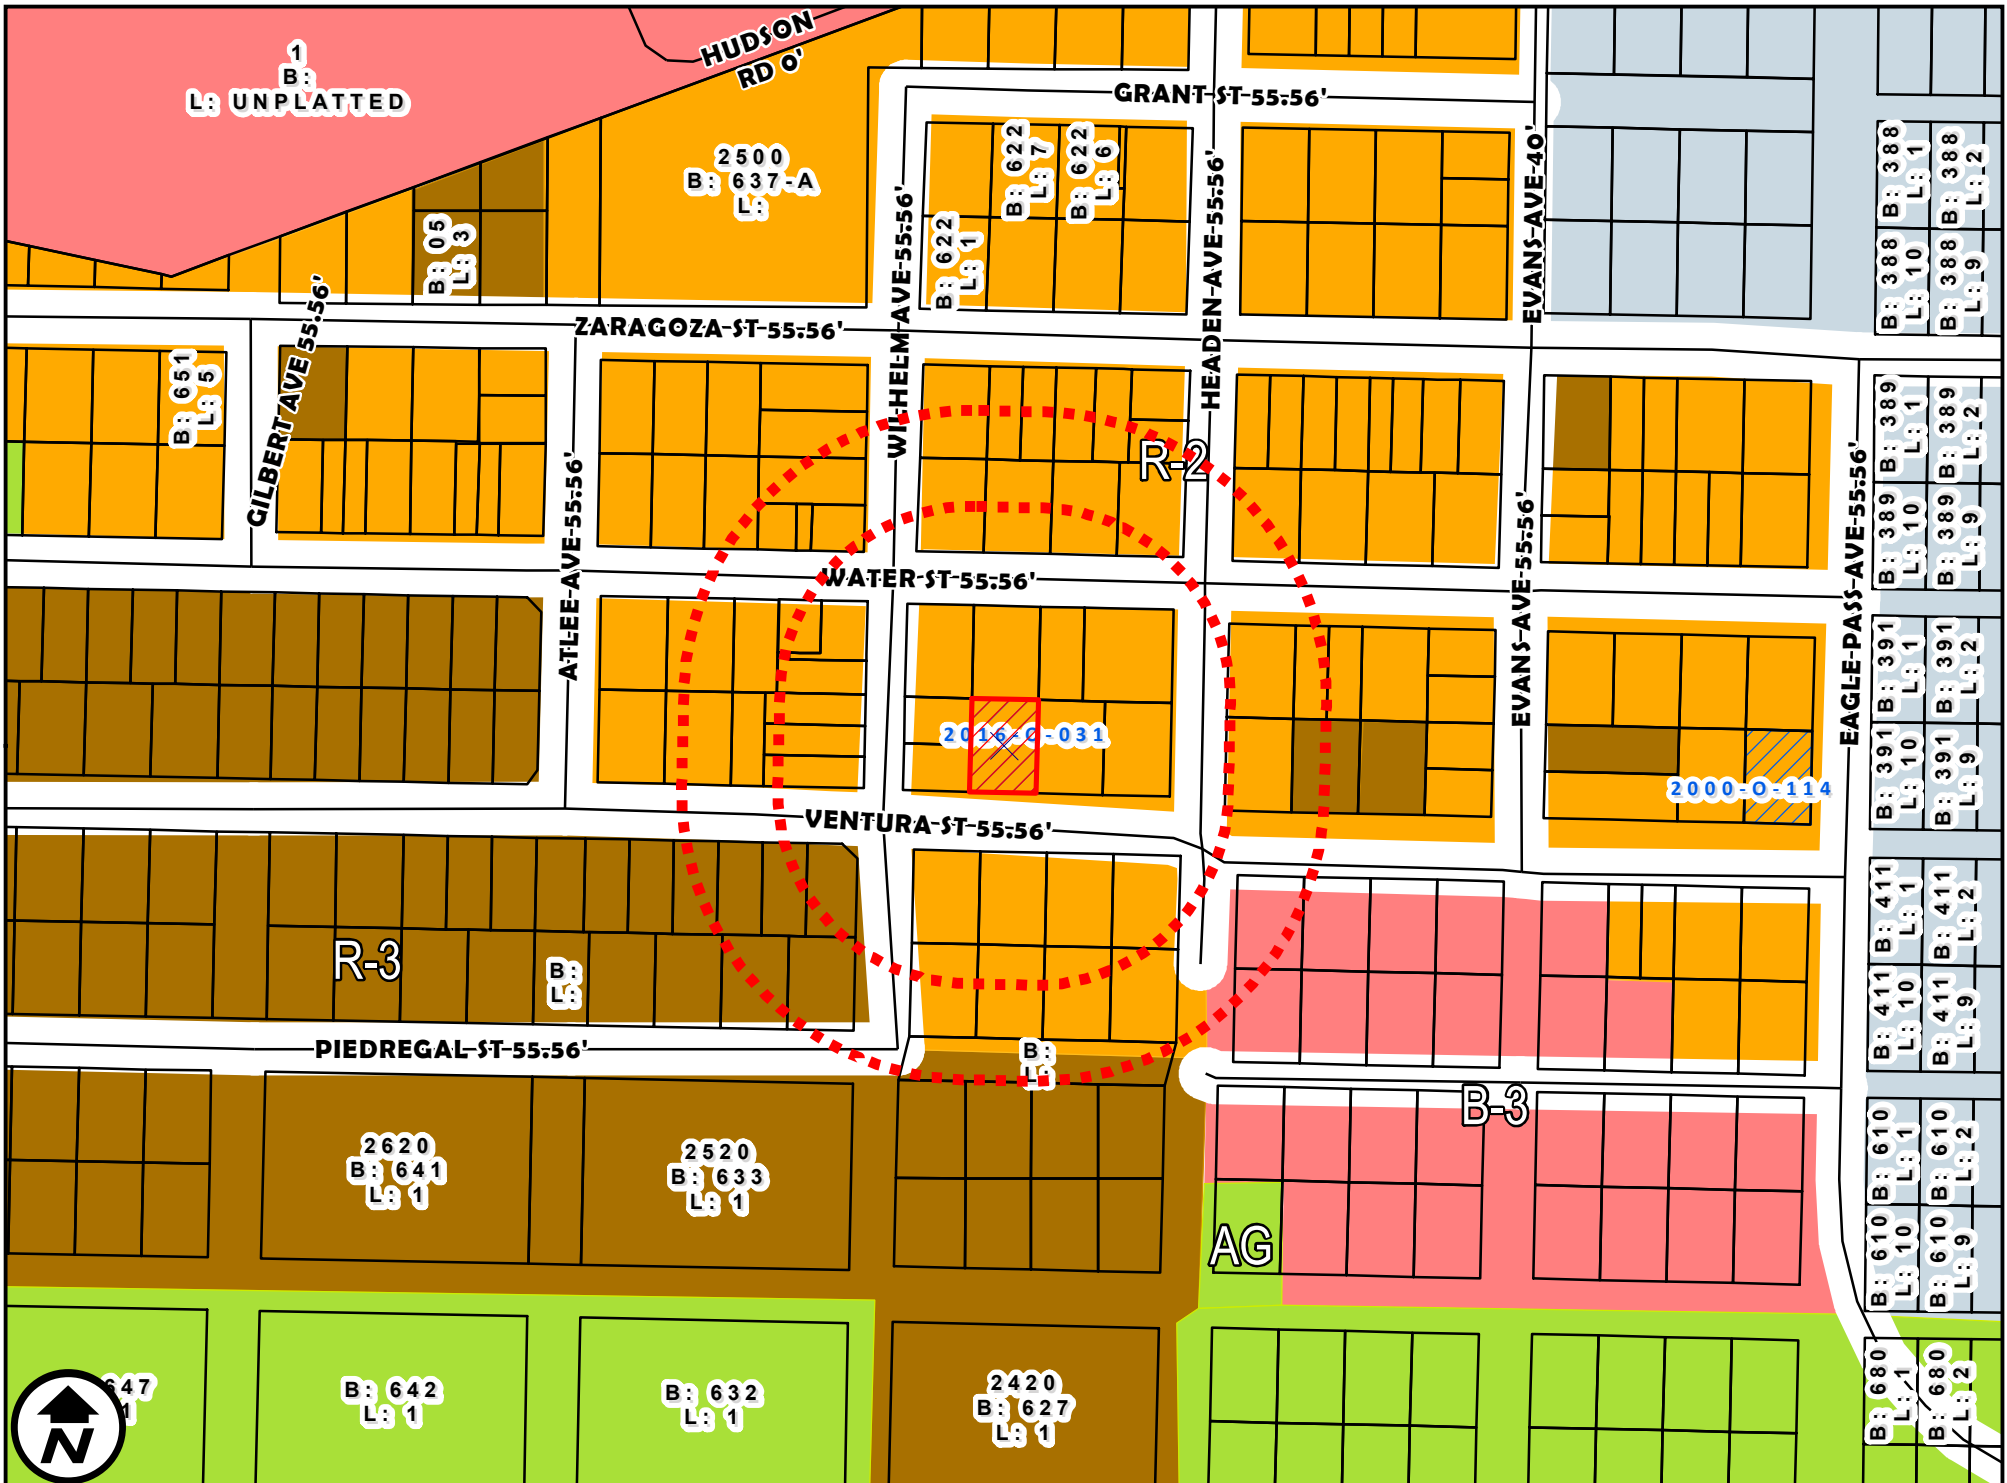 HUDSON
RD 0'
1
B:
L: UNPLATTED
GRANT ST 55.56'
2500
B: 637-A
L:
B: 622
L: 7
B: 622
L: 6
B: 622
L: 1
B: 05
L: 3
WILHELM AVE 55.56'
HEADEN AVE 55.56'
EVANS AVE 40'
B: 388
L: 1
B: 388
L: 2
B: 388
L: 10
B: 388
L: 9
ZARAGOZA ST 55.56'
GILBERT AVE 55.56'
B: 651
L: 5
B: 389
L: 1
B: 389
L: 2
R-2
ATLEE AVE 55.56'
EVANS AVE 55.56'
EAGLE PASS AVE 55.56'
B: 389
L: 10
B: 389
L: 9
WATER ST 55.56'
B: 391
L: 1
B: 391
L: 2
2016-O-031
B: 391
L: 10
B: 391
L: 9
2000-O-114
VENTURA ST 55.56'
B: 411
L: 1
B: 411
L: 2
R-3
B:
L:
B: 411
L: 10
B: 411
L: 9
PIEDREGAL ST 55.56'
B:
L:
B-3
2620
B: 641
L: 1
2520
B: 633
L: 1
B: 610
L: 1
B: 610
L: 2
AG
B: 610
L: 10
B: 610
L: 9
647
1
B: 642
L: 1
B: 632
L: 1
2420
B: 627
L: 1
B: 680
L: 1
B: 680
L: 2
N